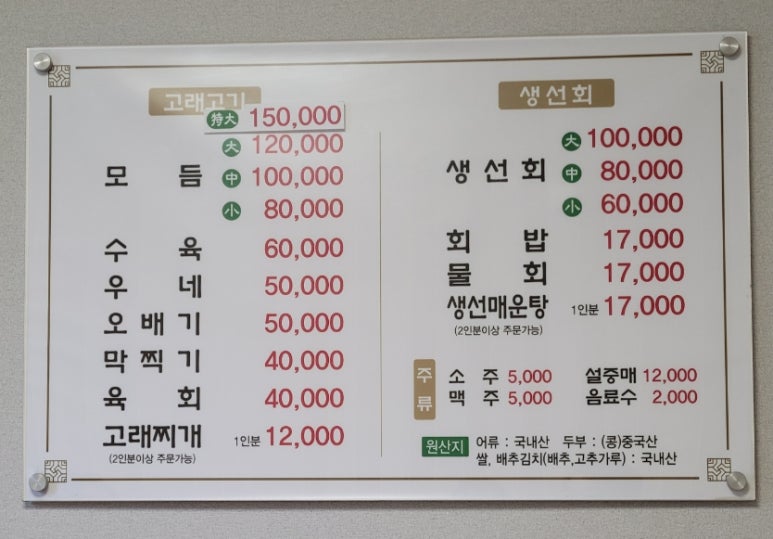 고래고기
特大 150,000
大 120,000
모듬 中 100,000
小 80,000
수육 60,000
우네 50,000
오배기 50,000
막찍기 40,000
육회 40,000
고래찌개 1인분 12,000
(2인분이상 주문가능)
생선회
大 100,000
생선회 中 80,000
小 60,000
회밥 17,000
물회 17,000
생선매운탕 1인분 17,000
(2인분이상 주문가능)
주류
소주 5,000 설중매 12,000
맥주 5,000 음료수 2,000
원산지 어류 : 국내산 두부 : (콩)중국산
쌀, 배추김치(배추,고추가루) : 국내산